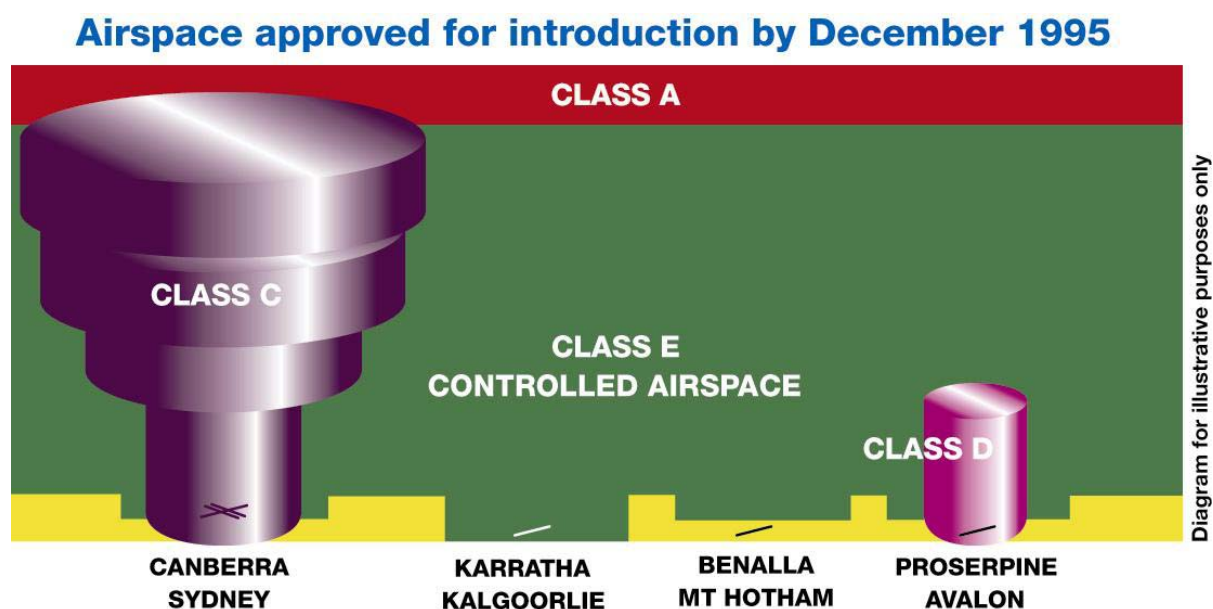 Airspace approved for introduction by December 1995
CLASS A
CLASS C
CLASS E
CONTROLLED AIRSPACE
CLASS D
CANBERRA
SYDNEY
KARRATHA
KALGOORLIE
BENALLA
MT HOTHAM
PROSERPINE
AVALON
Diagram for illustrative purposes only